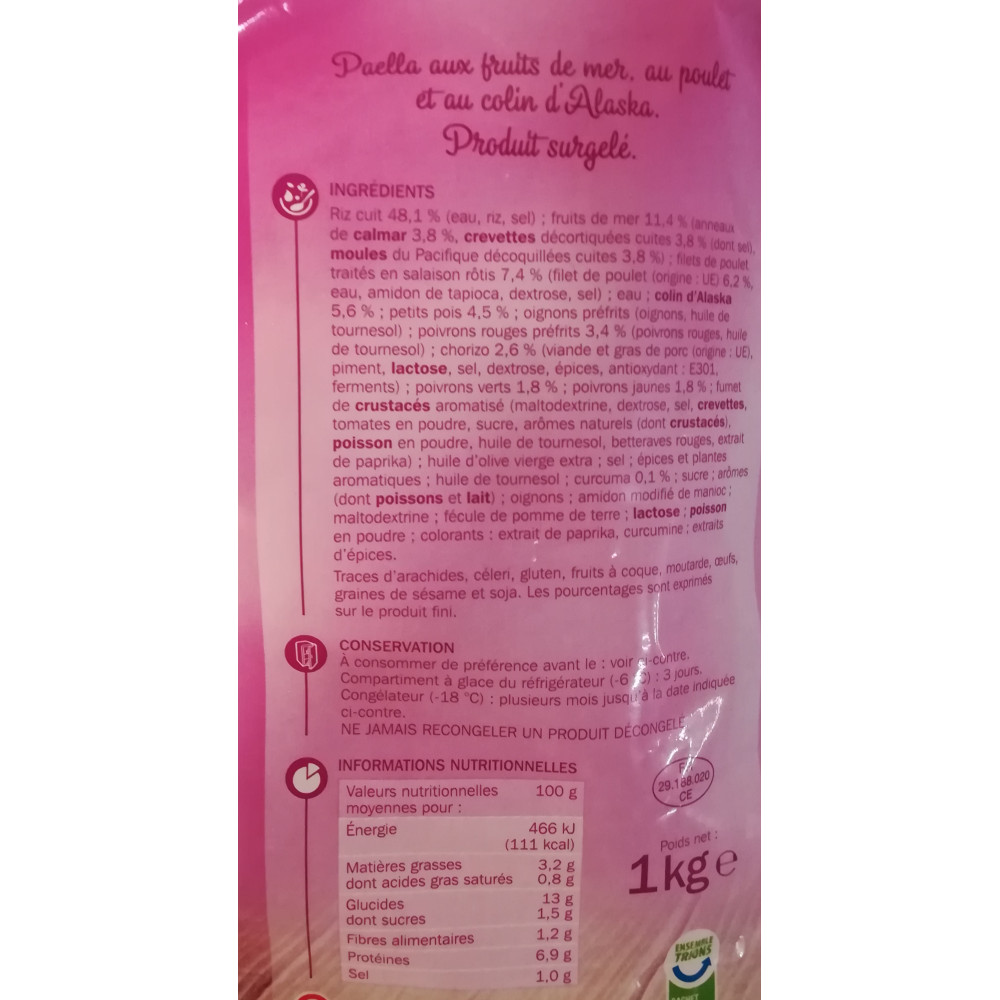 Paella aux fruits de mer, au poulet
et au colin d'Alaska.
Produit surgelé.
INGRÉDIENTS
Riz cuit 48,1 % (eau, riz, sel) ; fruits de mer 11,4 % (anneaux
de calmar 3,8 %, crevettes décortiquées cuites 3,8 % (dont sel),
moules du Pacifique décoquillées cuites 3,8 %) ; filets de poulet
traités en salaison rôtis 7,4 % (filet de poulet (origine : UE) 6,2 %,
eau, amidon de tapioca, dextrose, sel) ; eau ; colin d'Alaska
5,6 % ; petits pois 4,5 % ; oignons préfrits (oignons, huile de
tournesol) ; poivrons rouges préfrits 3,4 % (poivrons rouges, huile
de tournesol) ; chorizo 2,6 % (viande et gras de porc (origine : UE),
piment, lactose, sel, dextrose, épices, antioxydant : E301,
ferments) ; poivrons verts 1,8 % ; poivrons jaunes 1,8 % ; fumet
de crustacés aromatisé (maltodextrine, dextrose, sel, crevettes,
tomates en poudre, sucre, arômes naturels (dont crustacés),
poisson en poudre, huile de tournesol, betteraves rouges, extrait
de paprika) ; huile d'olive vierge extra ; sel ; épices et plantes
aromatiques ; huile de tournesol ; curcuma 0,1 % ; sucre ; arômes
(dont poissons et lait) ; oignons ; amidon modifié de manioc ;
maltodextrine ; fécule de pomme de terre ; lactose ; poisson
en poudre ; colorants : extrait de paprika, curcumine ; extraits
d'épices.
Traces d'arachides, céleri, gluten, fruits à coque, moutarde, œufs,
graines de sésame et soja. Les pourcentages sont exprimés
sur le produit fini.
CONSERVATION
À consommer de préférence avant le : voir ci-contre.
Compartiment à glace du réfrigérateur (-6 °C) : 3 jours.
Congélateur (-18 °C) : plusieurs mois jusqu'à la date indiquée
ci-contre.
NE JAMAIS RECONGELER UN PRODUIT DÉCONGELÉ
INFORMATIONS NUTRITIONNELLES
Valeurs nutritionnelles 100 g
moyennes pour :
Énergie 466 kJ
(111 kcal)
Matières grasses 3,2 g
dont acides gras saturés 0,8 g
Glucides 13 g
dont sucres 1,5 g
Fibres alimentaires 1,2 g
Protéines 6,9 g
Sel 1,0 g
29.188.020
CE
Poids net :
1kg e
ENSEMBLE
TRIONS
SACHET